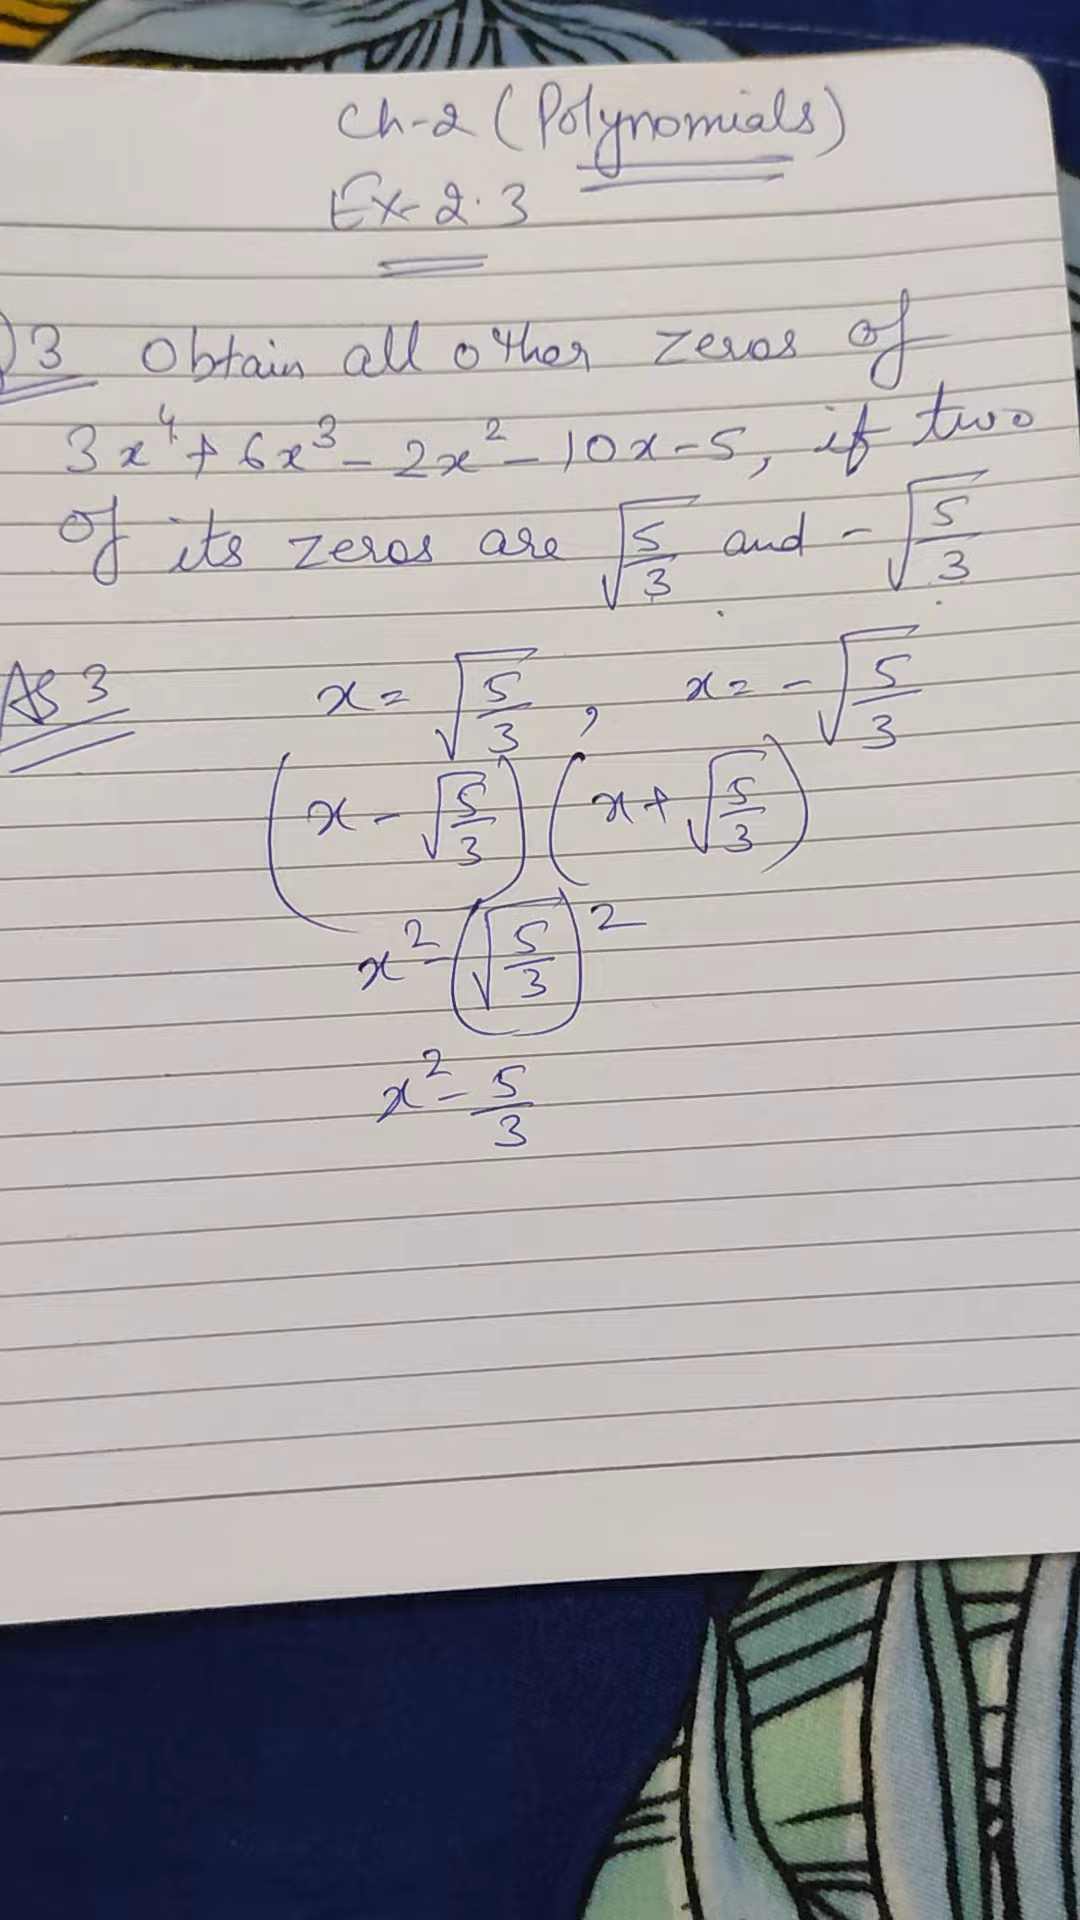 Ch-2 (Polynomials)
Ex-2.3
Q3 Obtain all other zeros of
3x⁴ + 6x³ - 2x² - 10x - 5, if two
of its zeros are √5/3 and -√5/3
AS 3 x = √5/3 , x = -√5/3
(x - √5/3) (x + √5/3)
x² - (√5/3)²
x² - 5/3